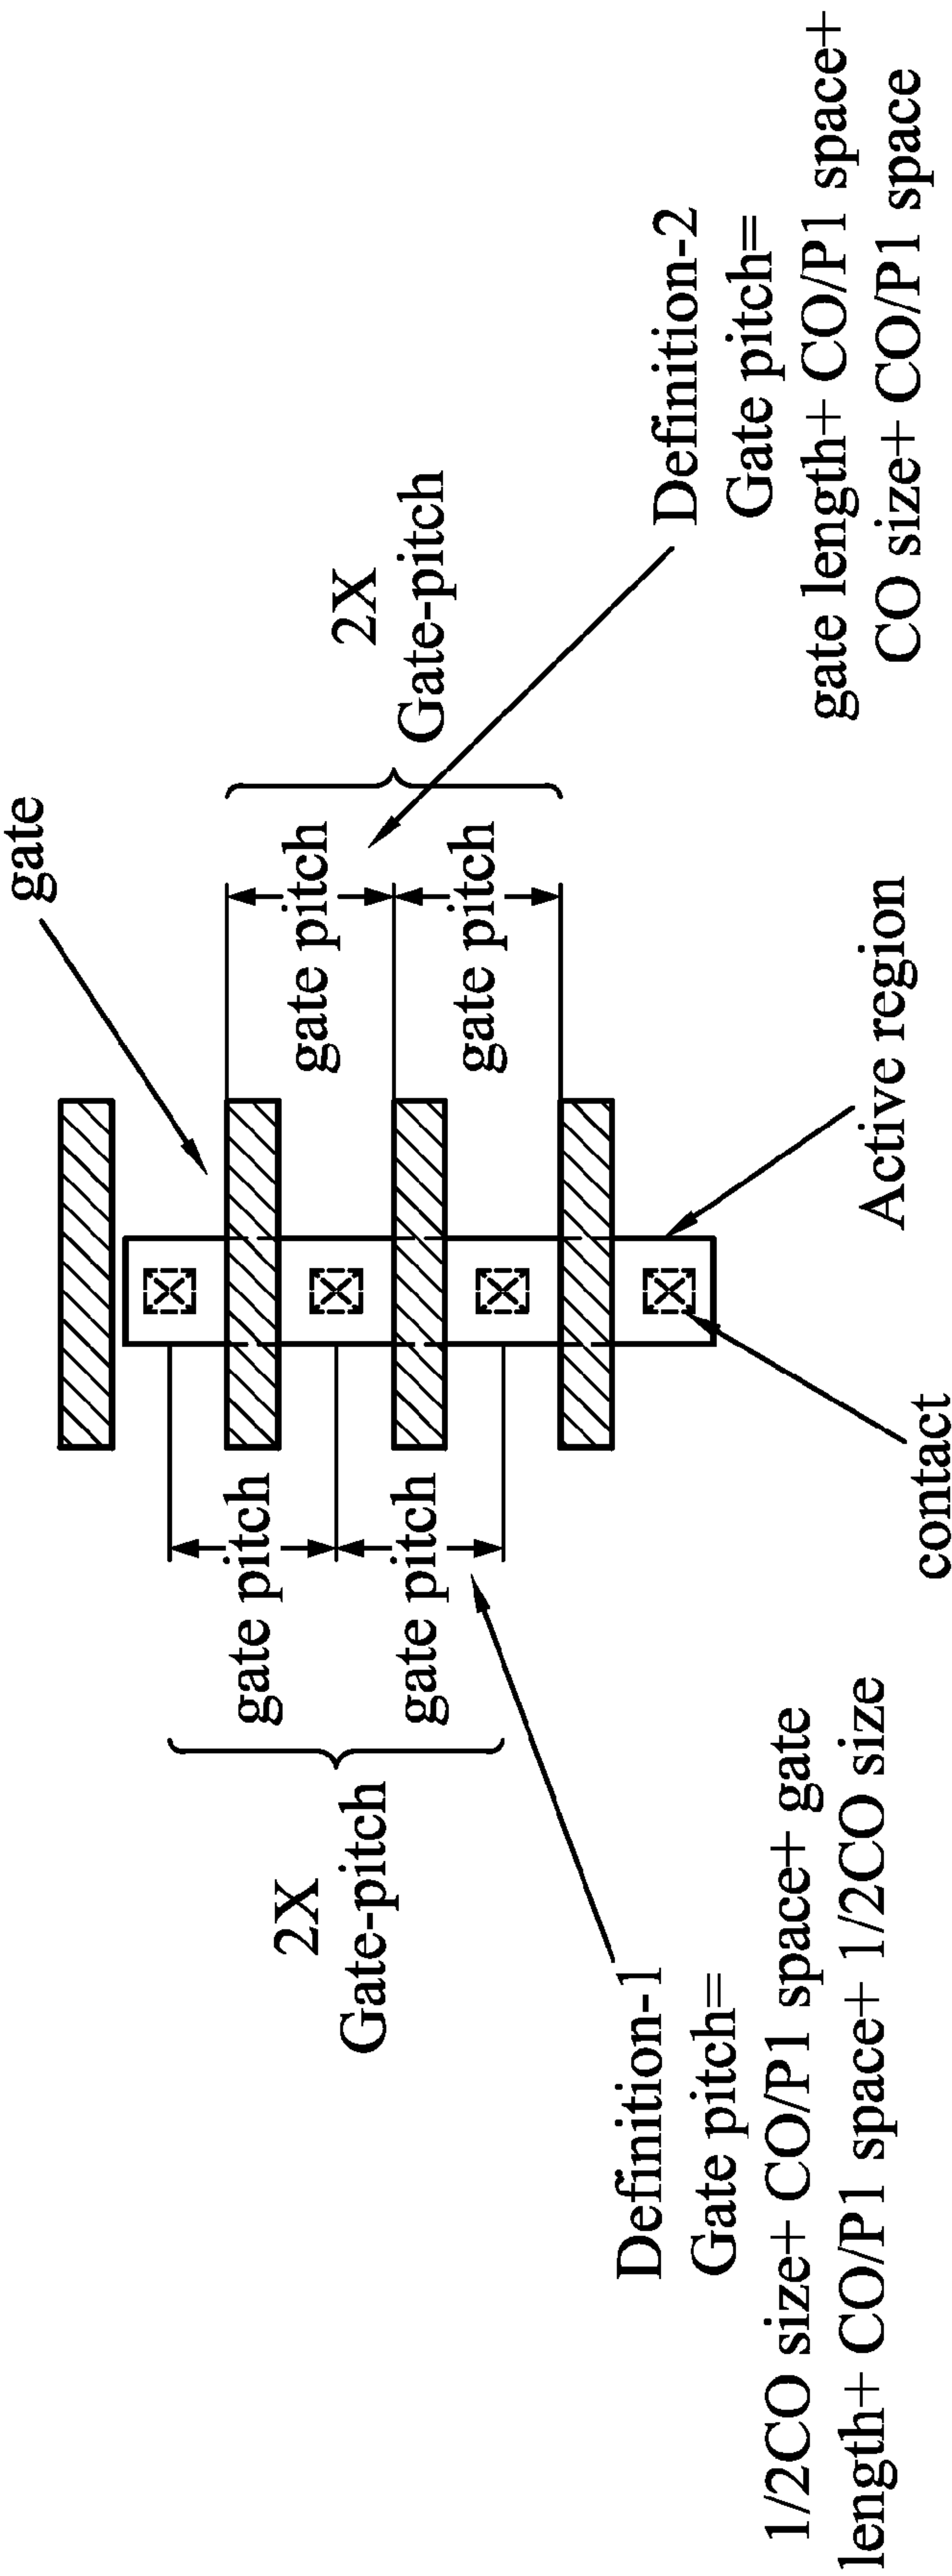 gate
2X
Gate-pitch
gate pitch
gate pitch
2X
Gate-pitch
gate pitch
gate pitch
Definition-1
Gate pitch=
1/2CO size+ CO/P1 space+ gate
length+ CO/P1 space+ 1/2CO size
contact
Active region
Definition-2
Gate pitch=
gate length+ CO/P1 space+
CO size+ CO/P1 space